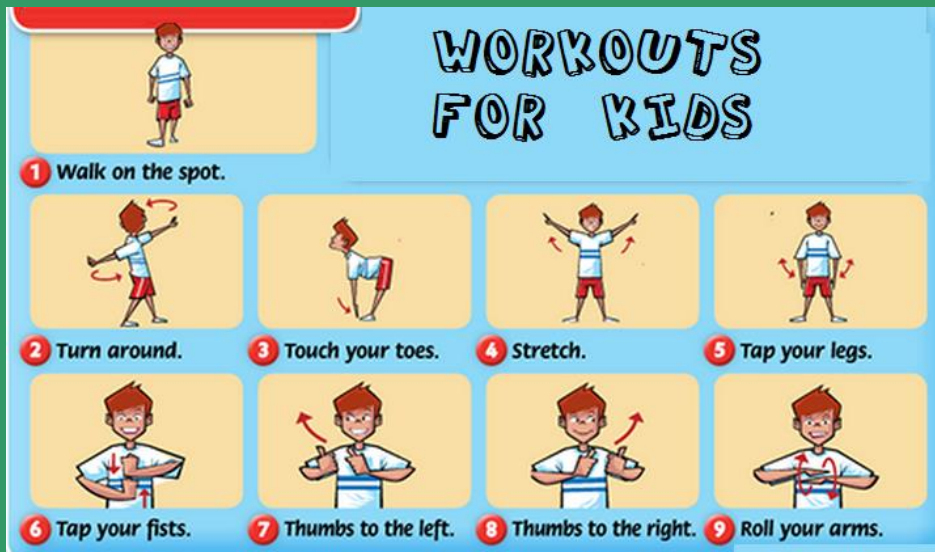 WORKOUTS
FOR KIDS
1 Walk on the spot.
2 Turn around.
3 Touch your toes.
4 Stretch.
5 Tap your legs.
6 Tap your fists.
7 Thumbs to the left.
8 Thumbs to the right.
9 Roll your arms.